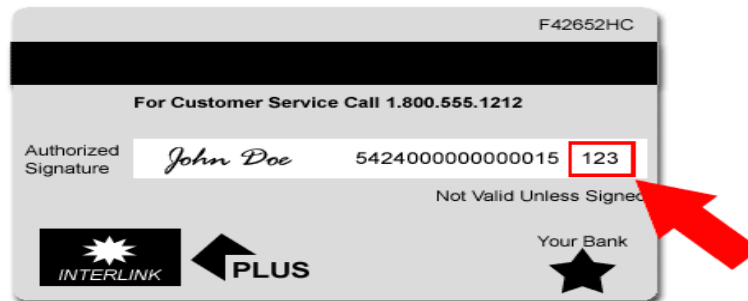 F42652HC
For Customer Service Call 1.800.555.1212
Authorized Signature John Doe 5424000000000015 123
Not Valid Unless Signed
INTERLINK PLUS Your Bank